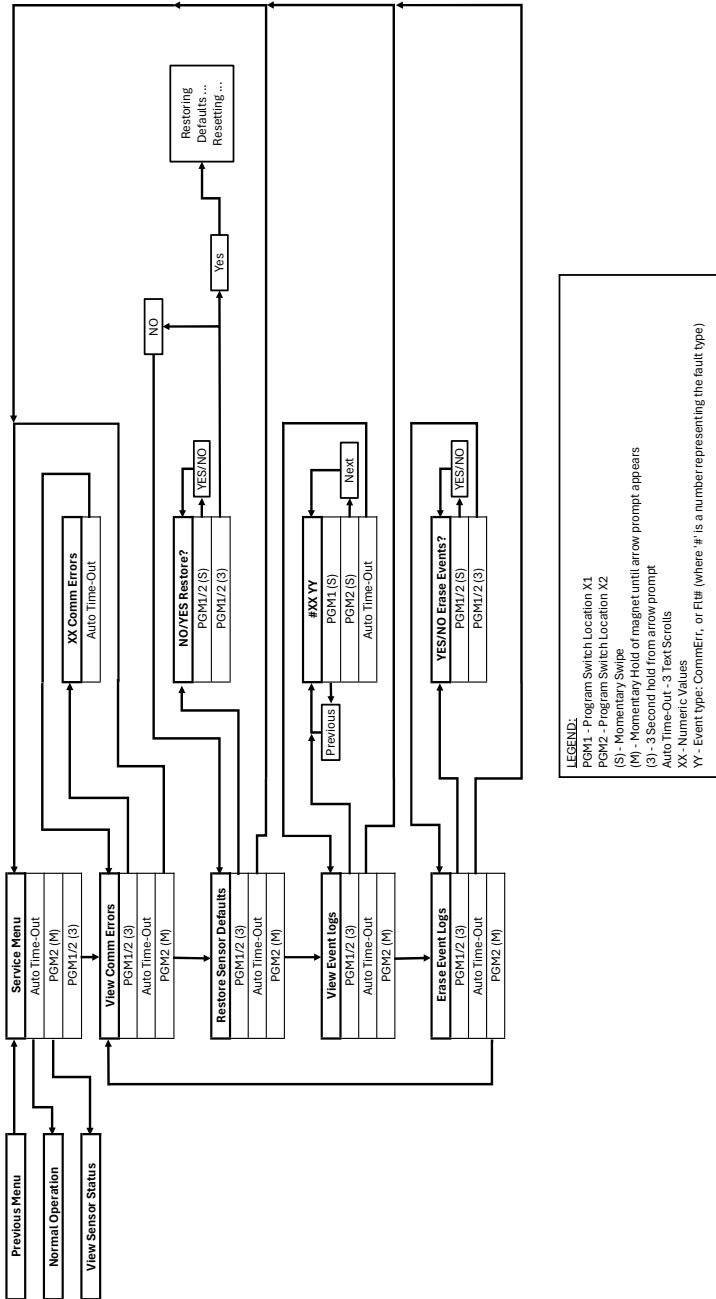 Previous Menu
Normal Operation
View Sensor Status
Service Menu
Auto Time-Out
PGM2 (M)
PGM1/2 (3)
View Comm Errors
PGM1/2 (3)
Auto Time-Out
PGM2 (M)
Restore Sensor Defaults
PGM1/2 (3)
Auto Time-Out
PGM2 (M)
View Event logs
PGM1/2 (3)
Auto Time-Out
PGM2 (M)
Erase Event Logs
PGM1/2 (3)
Auto Time-Out
PGM2 (M)
XX Comm Errors
Auto Time-Out
NO/YES Restore?
PGM1/2 (S)
PGM1/2 (3)
YES/NO
NO
Yes
Restoring
Defaults ...
Resetting ...
Previous
#XX YY
PGM1 (S)
PGM2 (S)
Auto Time-Out
Next
YES/NO Erase Events?
PGM1/2 (S)
PGM1/2 (3)
YES/NO
LEGEND:
PGM1 - Program Switch Location X1
PGM2 - Program Switch Location X2
(S) - Momentary Swipe
(M) - Momentary Hold of magnet until arrow prompt appears
(3) - 3 Second hold from arrow prompt
Auto Time-Out - 3 Text Scrolls
XX - Numeric Values
YY - Event type: CommErr, or Flt# (where '#' is a number representing the fault type)